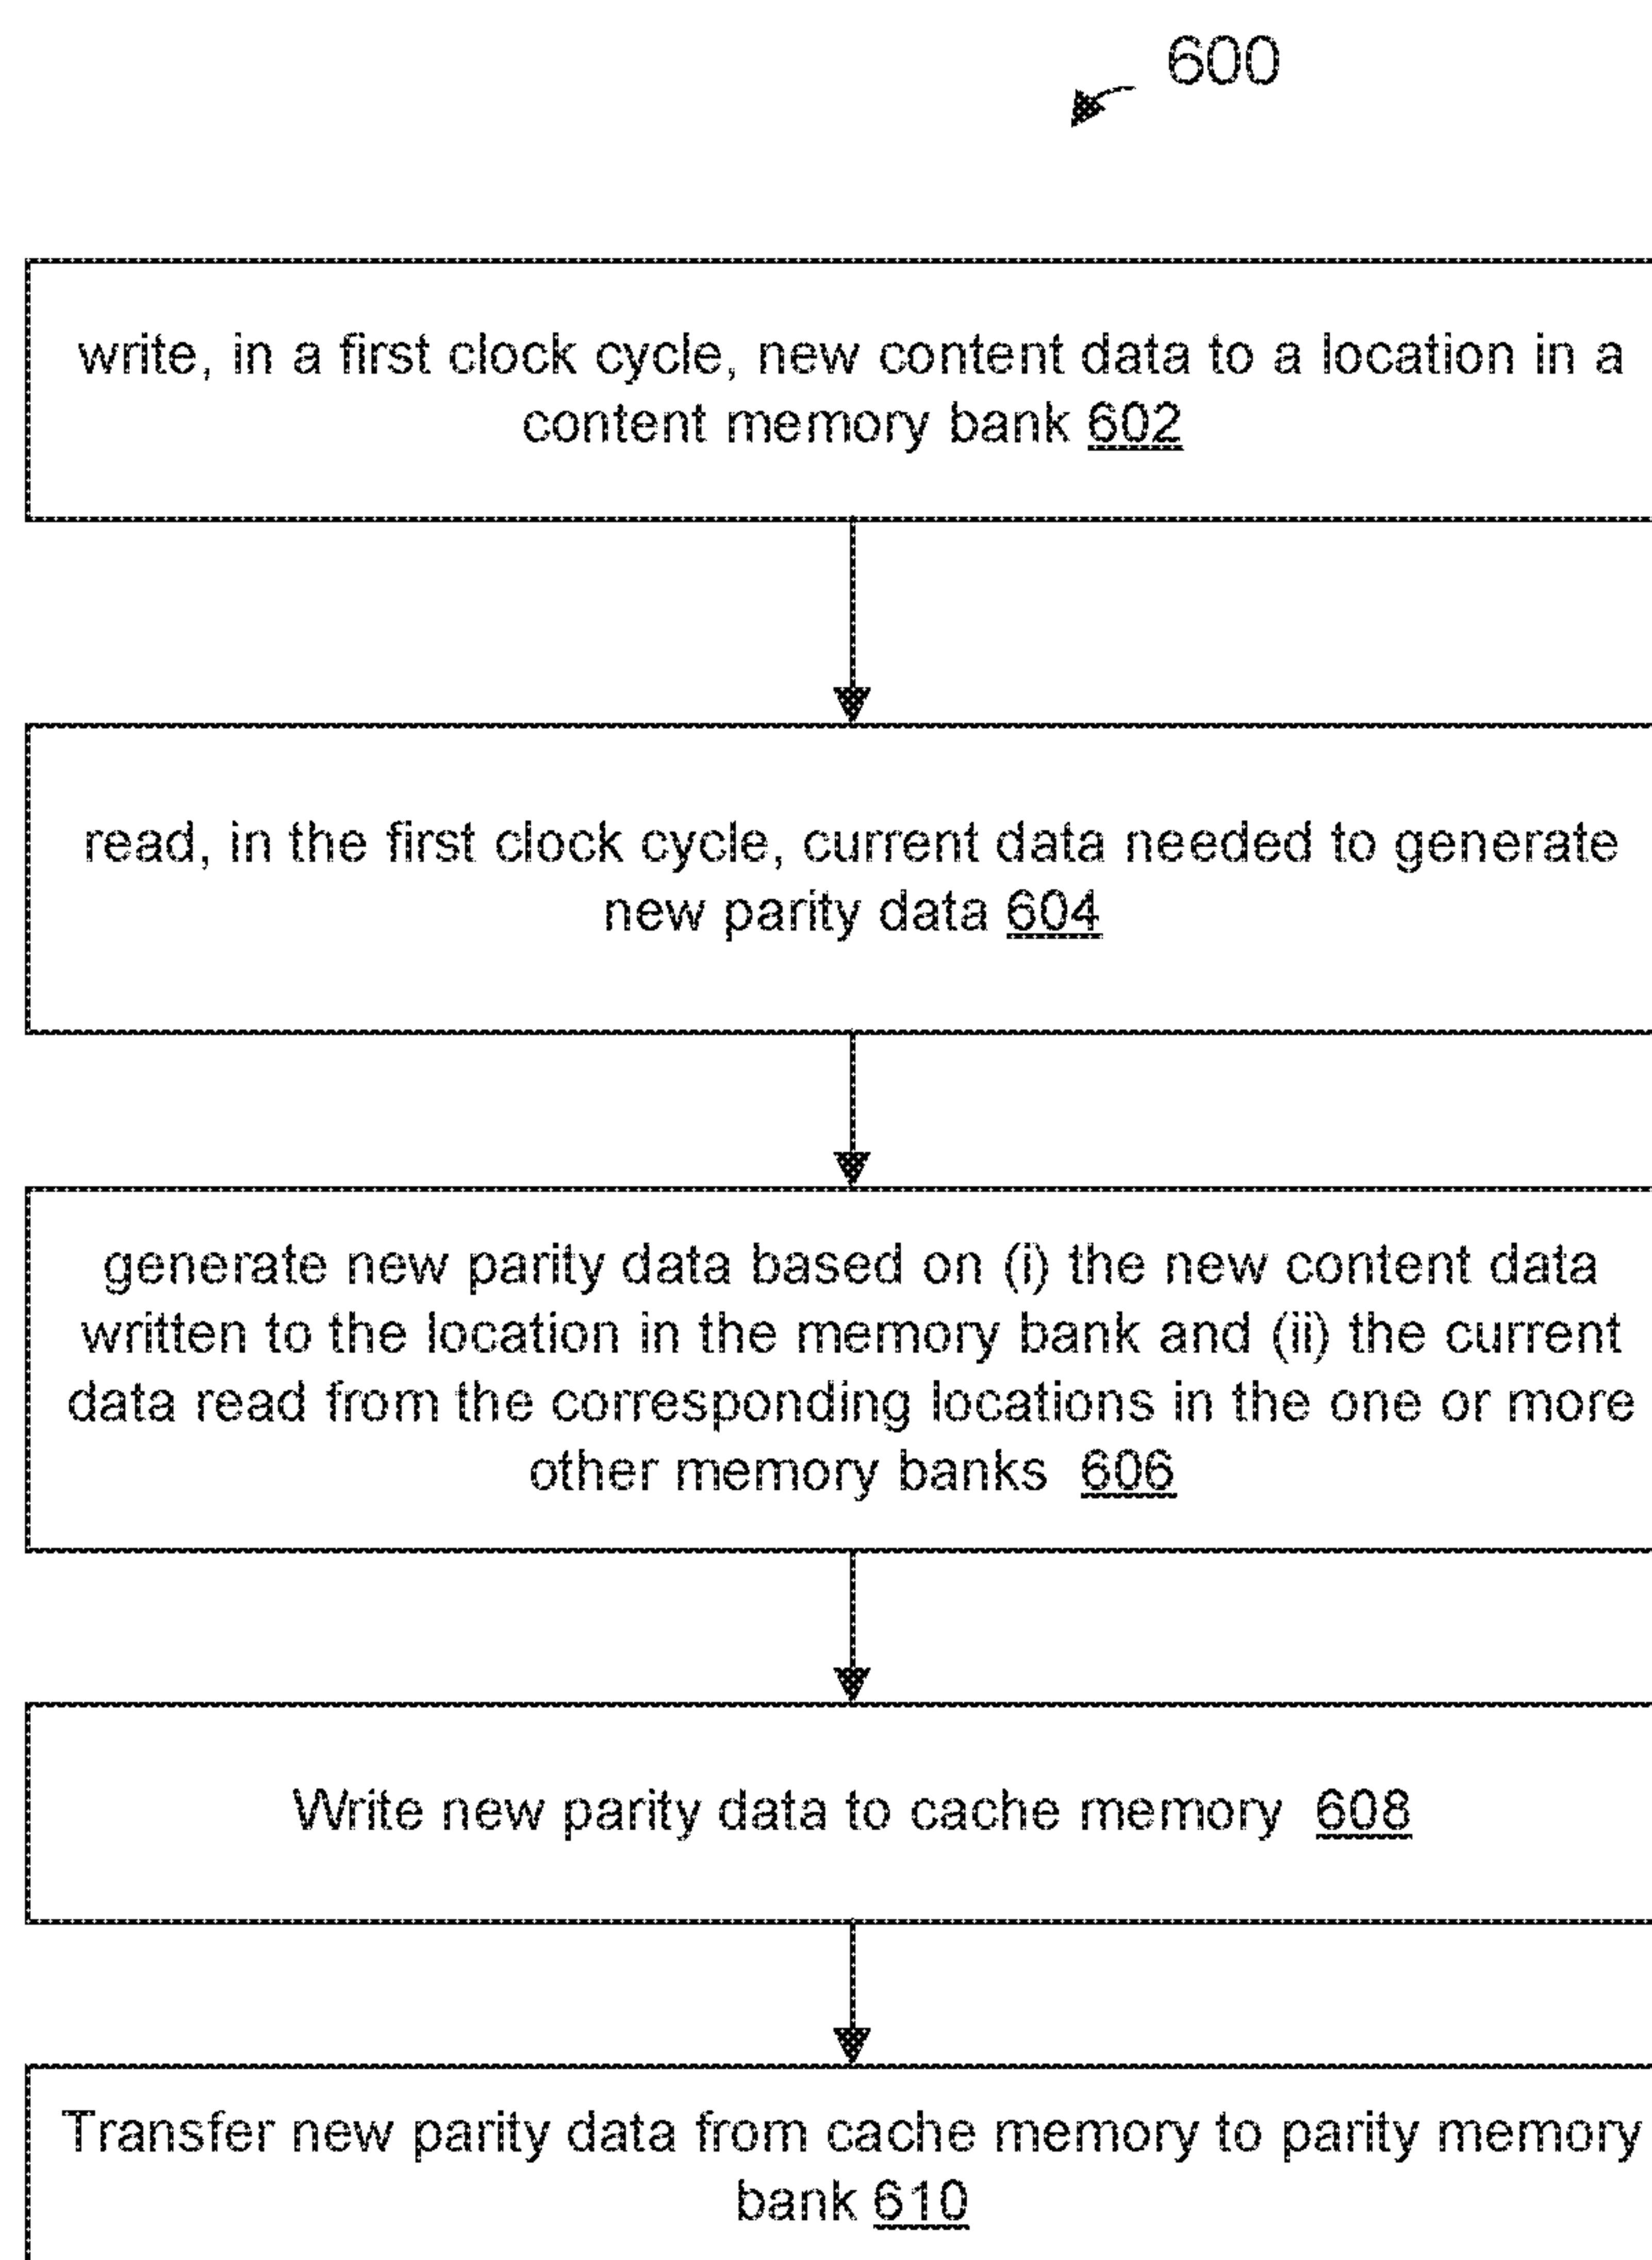 600
write, in a first clock cycle, new content data to a location in a
content memory bank 602
read, in the first clock cycle, current data needed to generate
new parity data 604
generate new parity data based on (i) the new content data
written to the location in the memory bank and (ii) the current
data read from the corresponding locations in the one or more
other memory banks 606
Write new parity data to cache memory 608
Transfer new parity data from cache memory to parity memory
bank 610